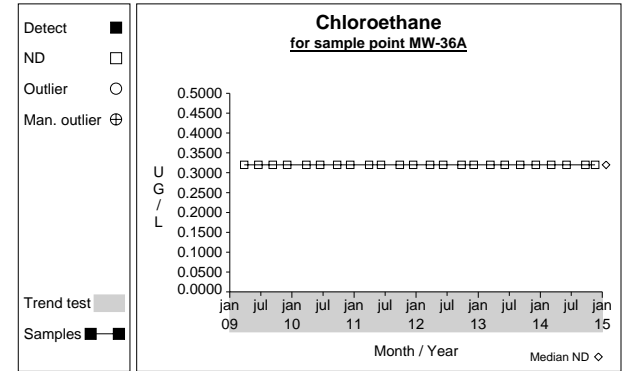 Detect
ND
Outlier
Man. outlier
Trend test
Samples
Chloroethane
for sample point MW-36A
U
G
/
L
0.5000
0.4500
0.4000
0.3500
0.3000
0.2500
0.2000
0.1500
0.1000
0.0500
0.0000
jan jul jan jul jan jul jan jul jan jul jan jul jan
09 10 11 12 13 14 15
Month / Year
Median ND